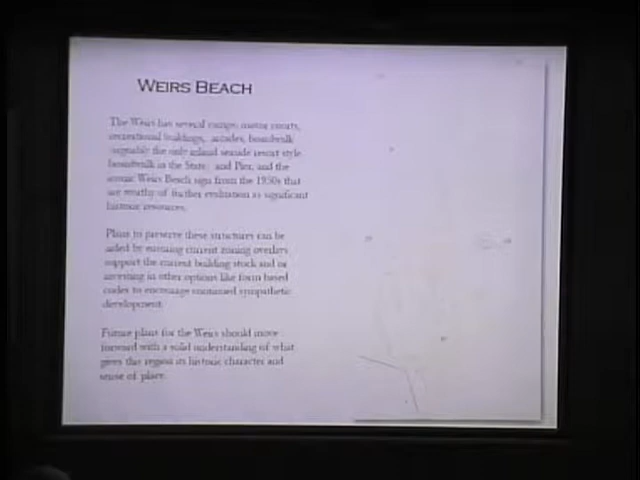 WEIRS BEACH
The Weirs has several camps, motor courts,
recreational buildings, arcades, boardwalk
(arguably the only inland seaside resort style
boardwalk in the State) and Pier, and the
iconic Weirs Beach sign from the 1950s that
are worthy of further evaluation as significant
historic resources.
Plans to preserve these structures can be
aided by ensuring current zoning overlays
support the current building stock and or
investing in other options like form based
codes to encourage continued sympathetic
development.
Future plans for the Weirs should move
forward with a solid understanding of what
gives this region its historic character and
sense of place.